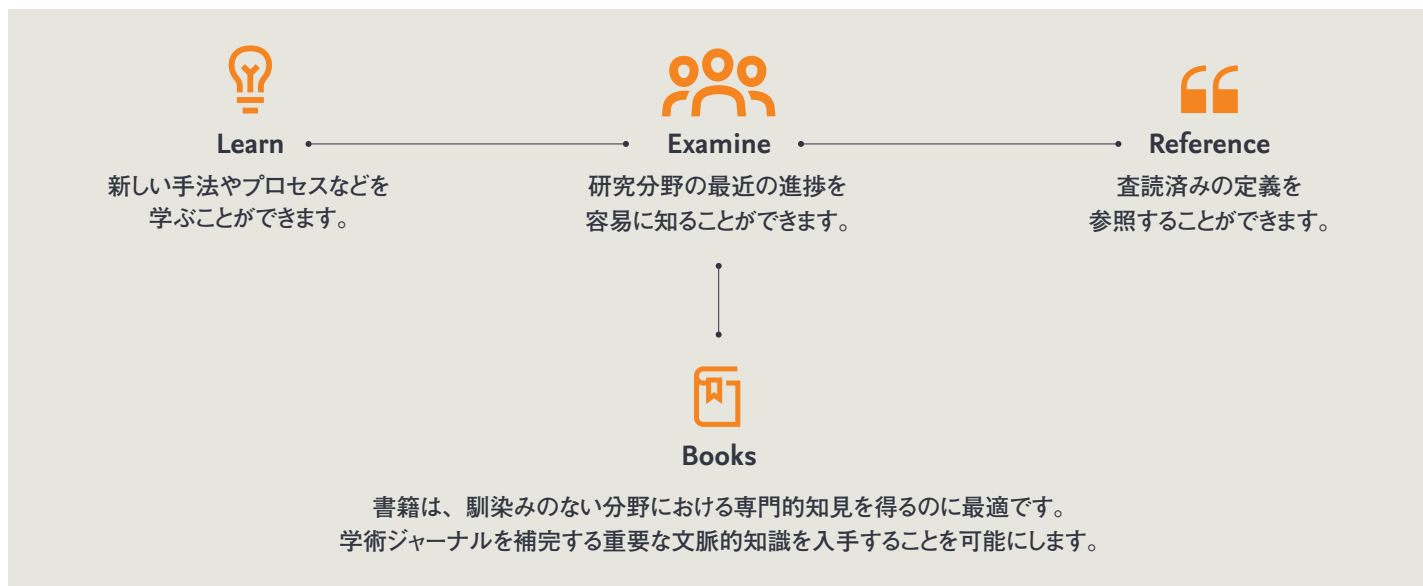 Learn
新しい手法やプロセスなどを
学ぶことができます。
Examine
研究分野の最近の進捗を
容易に知ることができます。
Reference
査読済みの定義を
参照することができます。
Books
書籍は、馴染みのない分野における専門的知見を得るのに最適です。
学術ジャーナルを補完する重要な文脈的知識を入手することを可能にします。